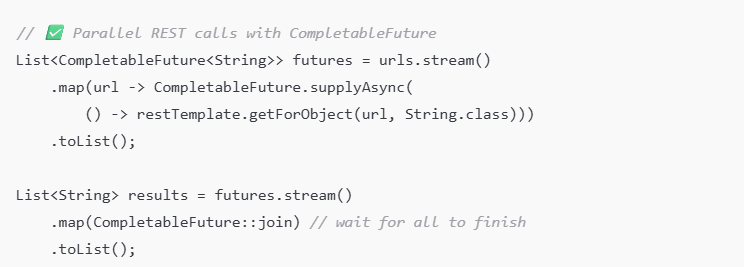 // ✅ Parallel REST calls with CompletableFuture
List<CompletableFuture<String>> futures = urls.stream()
    .map(url -> CompletableFuture.supplyAsync(
        () -> restTemplate.getForObject(url, String.class)))
    .toList();

List<String> results = futures.stream()
    .map(CompletableFuture::join) // wait for all to finish
    .toList();